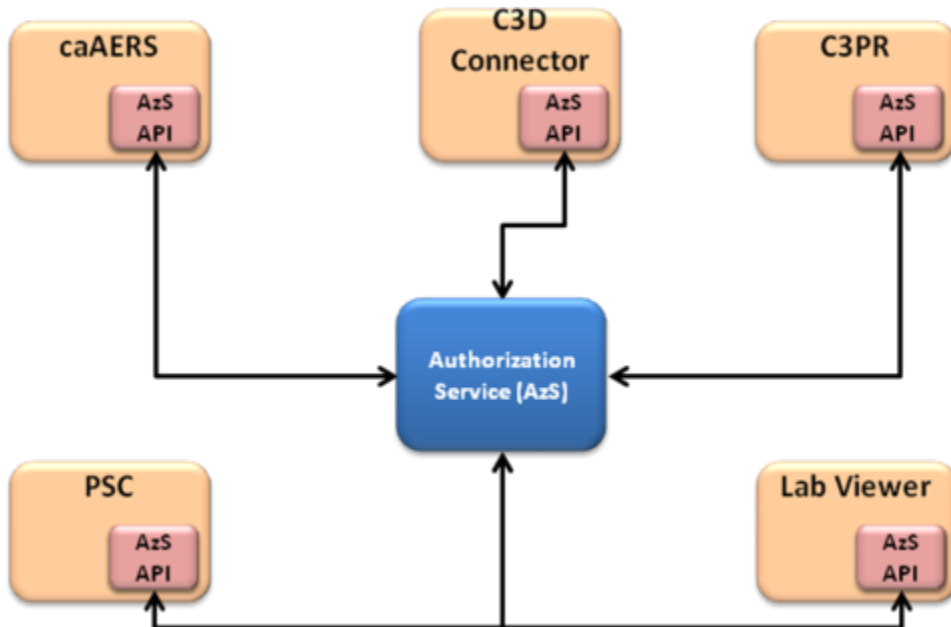 caAERS
AzS
API
C3D
Connector
AzS
API
C3PR
AzS
API
Authorization
Service (AzS)
PSC
AzS
API
Lab Viewer
AzS
API